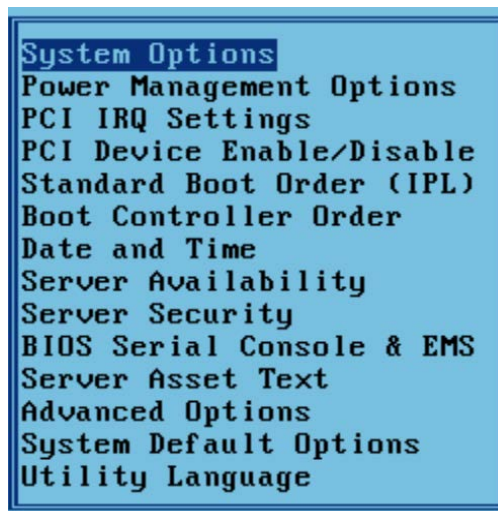 System Options
Power Management Options
PCI IRQ Settings
PCI Device Enable/Disable
Standard Boot Order (IPL)
Boot Controller Order
Date and Time
Server Availability
Server Security
BIOS Serial Console & EMS
Server Asset Text
Advanced Options
System Default Options
Utility Language